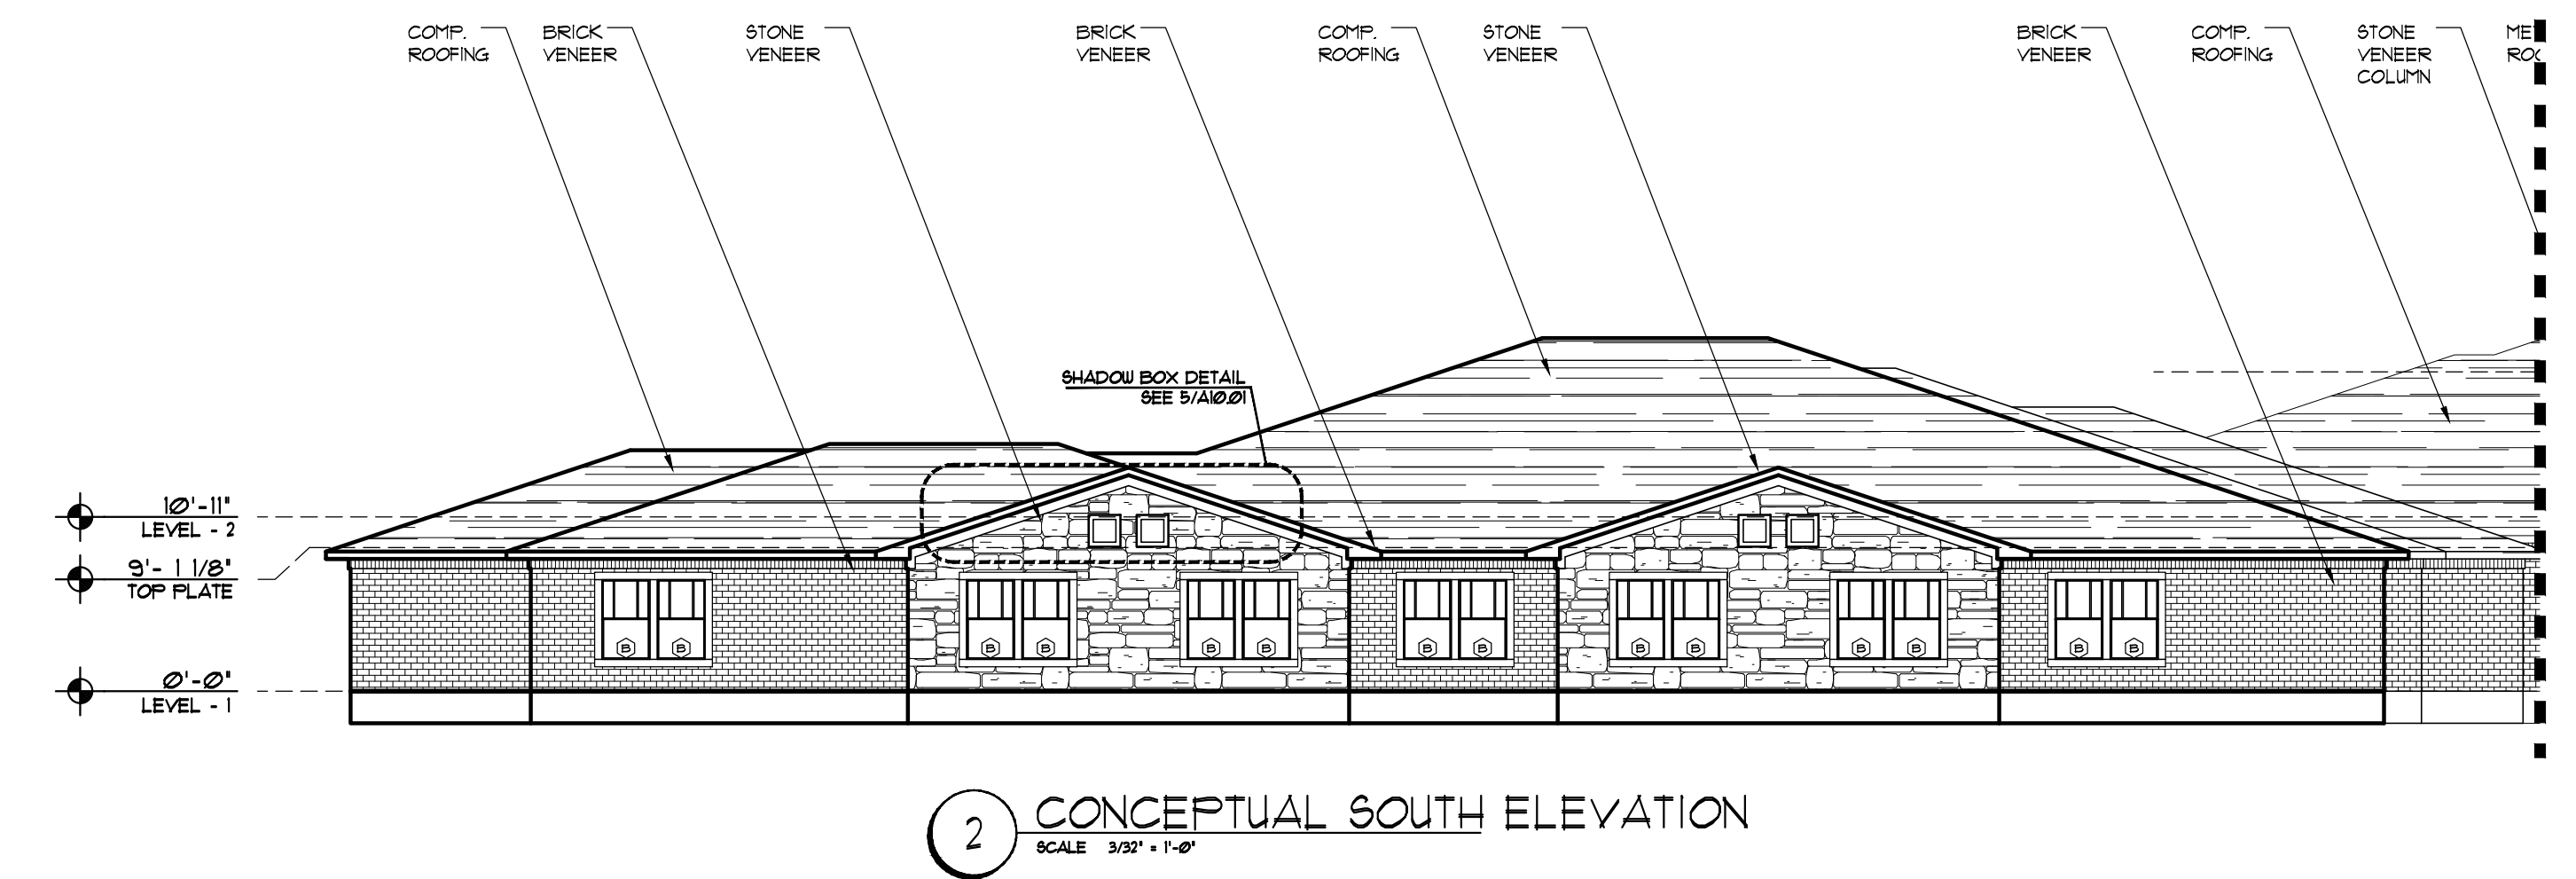 COMP.
ROOFING
BRICK
VENEER
STONE
VENEER
BRICK
VENEER
COMP.
ROOFING
STONE
VENEER
BRICK
VENEER
COMP.
ROOFING
STONE
VENEER
COLUMN
SHADOW BOX DETAIL
SEE 5/A10.01
10'-11"
LEVEL - 2
9'- 1 1/8"
TOP PLATE
0'-0"
LEVEL - 1
B B B B B B B B B B B B B B
2 CONCEPTUAL SOUTH ELEVATION
SCALE 3/32" = 1'-0"